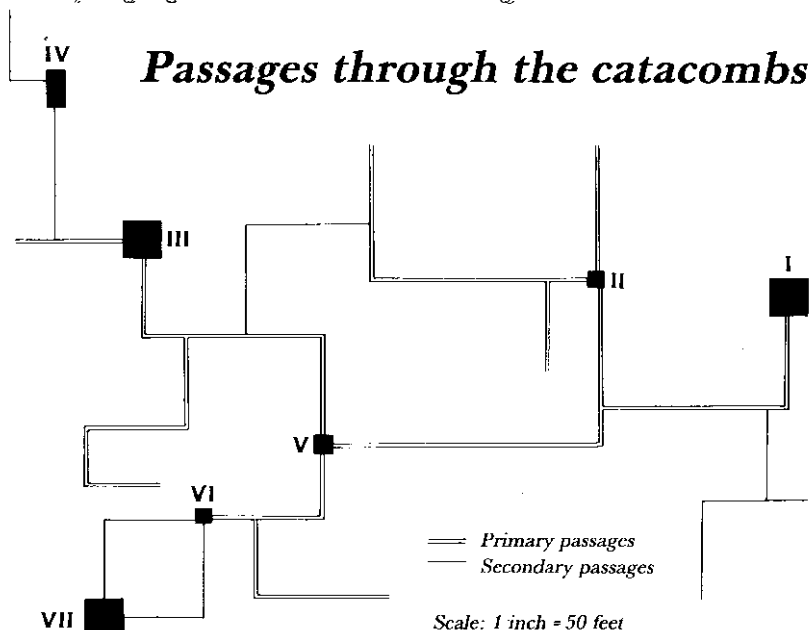 Passages through the catacombs
IV
III
II
I
V
VI
VII
Primary passages
Secondary passages
Scale: 1 inch = 50 feet